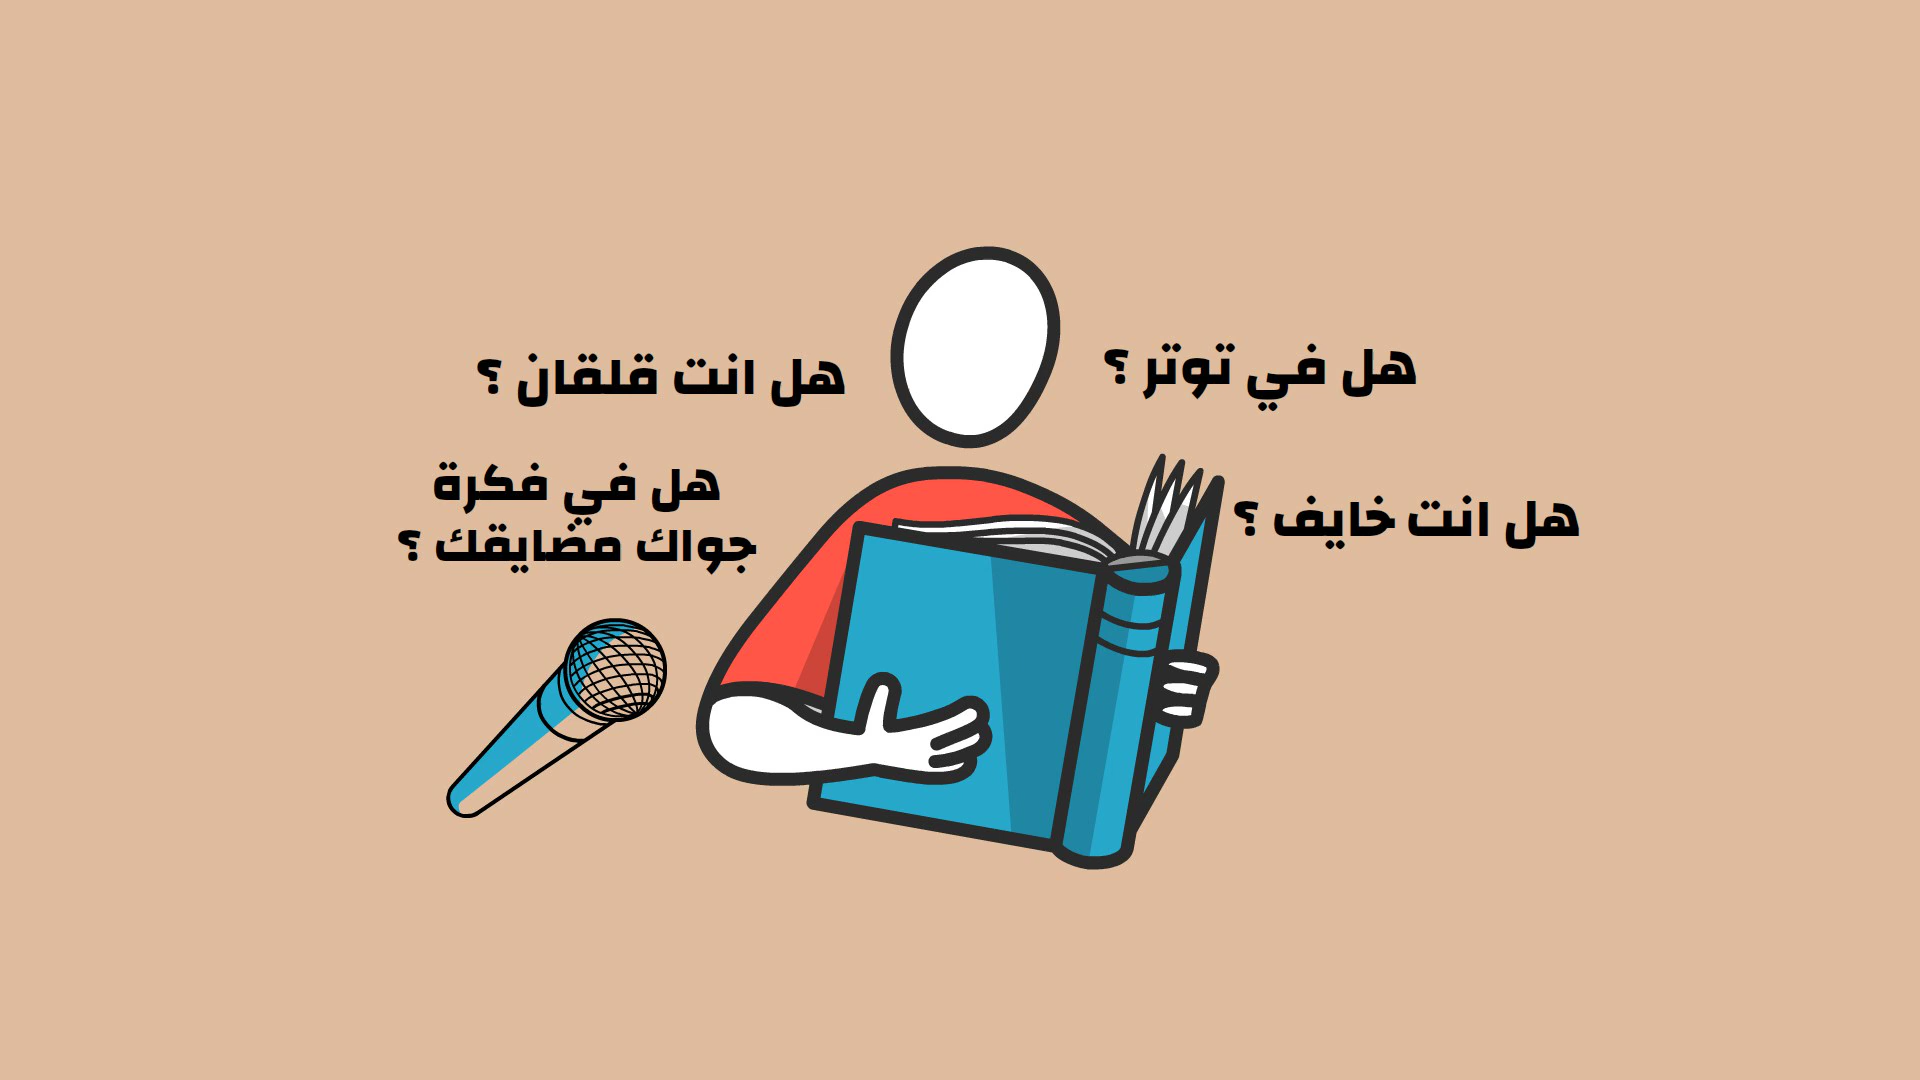 هل في توتر ؟
هل انت قلقان ؟
هل انت خايف ؟
هل في فكرة
جواك مضايقك ؟